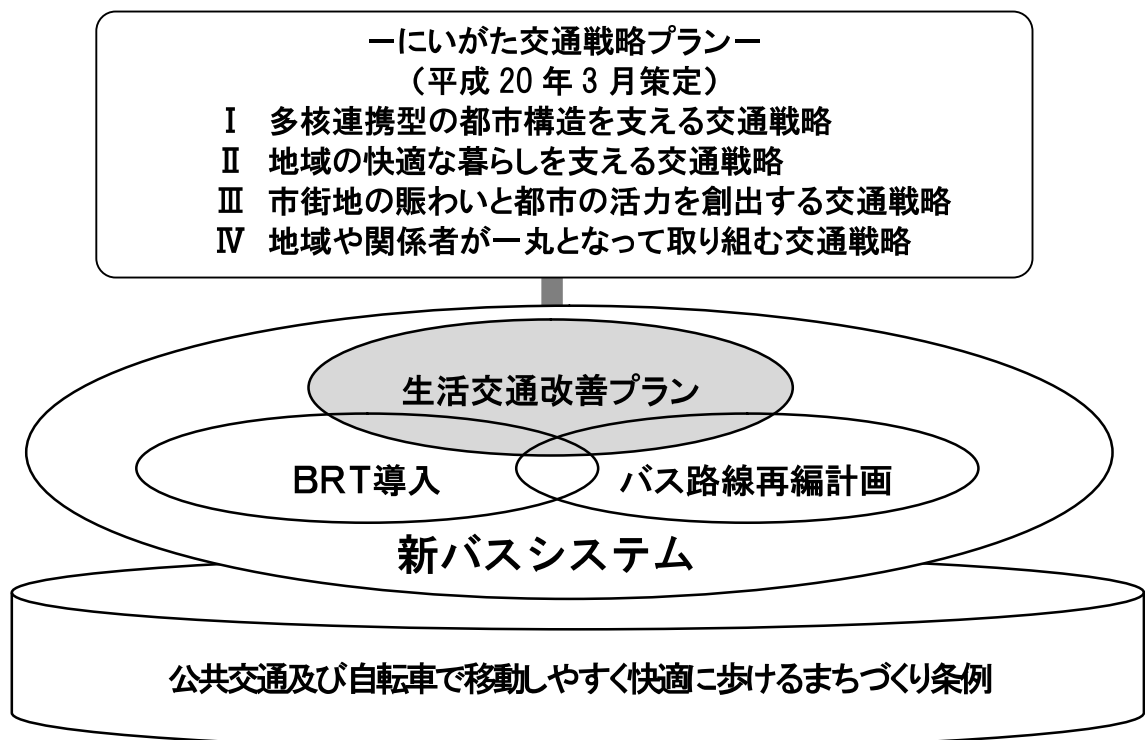 ーにいがた交通戦略プランー
（平成 20 年 3 月策定）
Ⅰ 多核連携型の都市構造を支える交通戦略
Ⅱ 地域の快適な暮らしを支える交通戦略
Ⅲ 市街地の賑わいと都市の活力を創出する交通戦略
Ⅳ 地域や関係者が一丸となって取り組む交通戦略
生活交通改善プラン
ＢＲＴ導入
バス路線再編計画
新バスシステム
公共交通及び自転車で移動しやすく快適に歩けるまちづくり条例